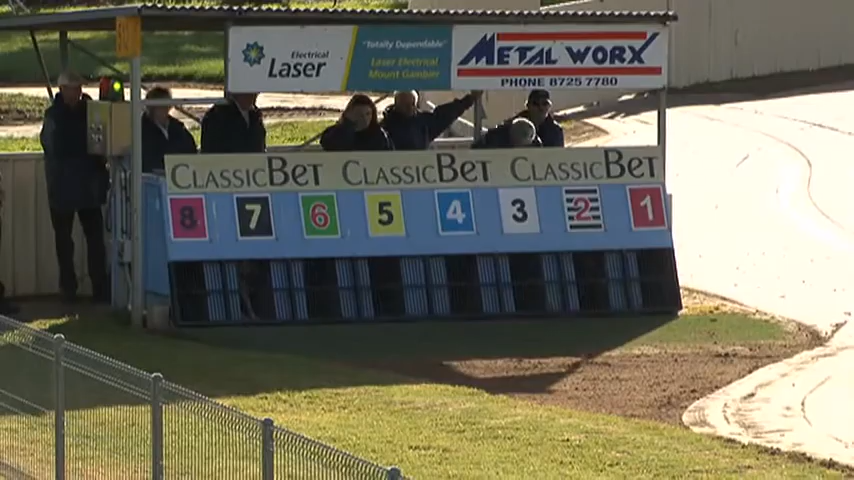 Electrical
Laser
"Totally Dependable"
Laser Electrical
Mount Gambier
METAL WORX
PHONE 8725 7780
CLASSICBET CLASSICBET CLASSICBET
8 7 6 5 4 3 2 1